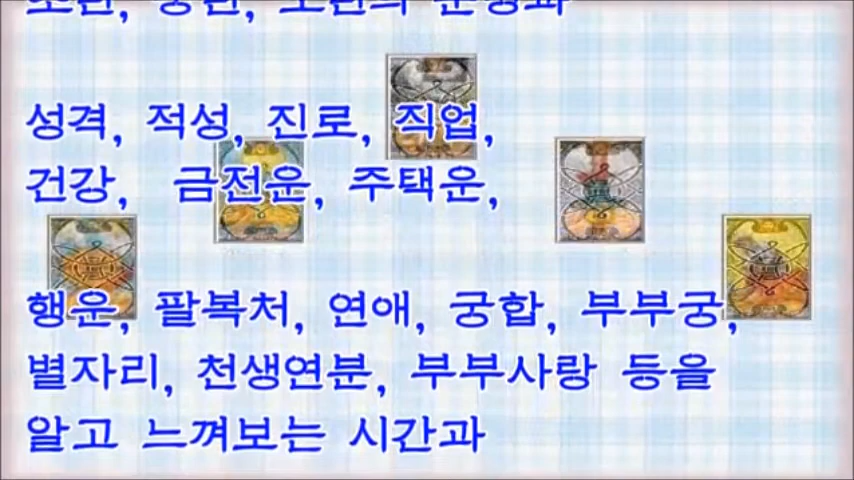 성격, 적성, 진로, 직업,
건강, 금전운, 주택운,
행운, 팔복처, 연애, 궁합, 부부궁,
별자리, 천생연분, 부부사랑 등을
알고 느껴보는 시간과